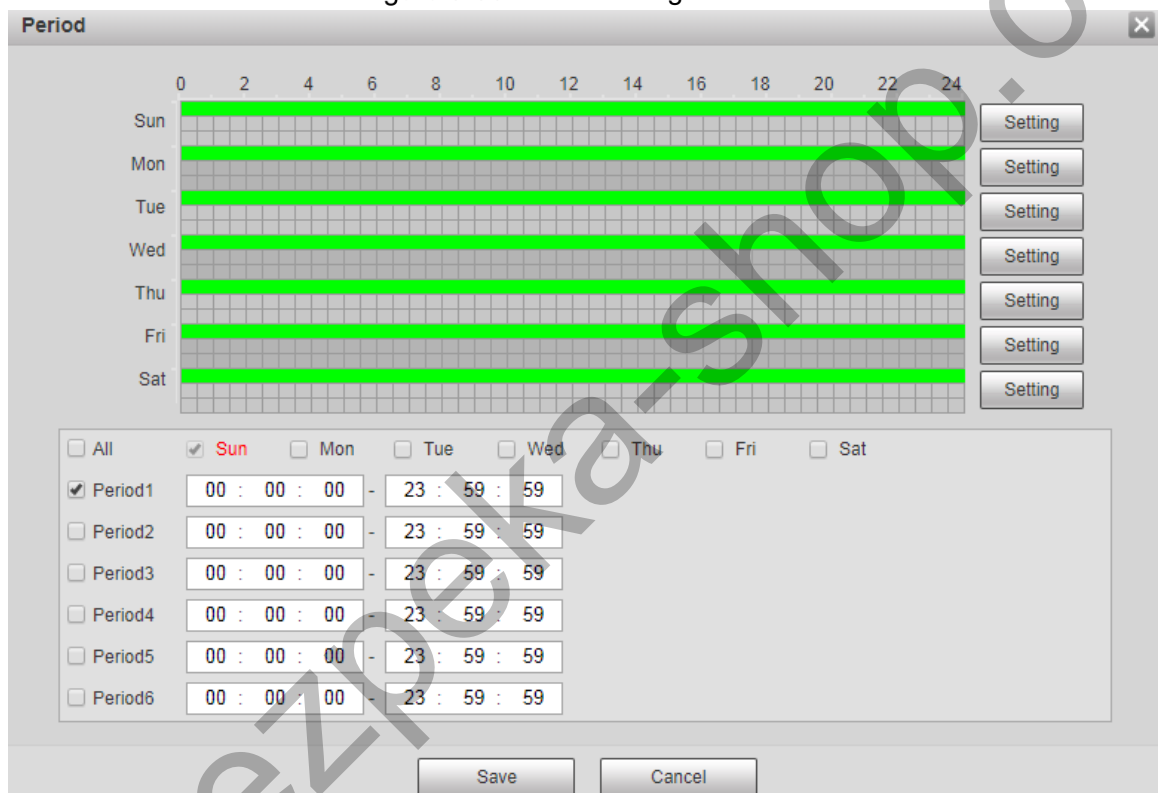 Period
0 2 4 6 8 10 12 14 16 18 20 22 24
Sun Setting
Mon Setting
Tue Setting
Wed Setting
Thu Setting
Fri Setting
Sat Setting
All Sun Mon Tue Wed Thu Fri Sat
Period1 00 : 00 : 00 - 23 : 59 : 59
Period2 00 : 00 : 00 - 23 : 59 : 59
Period3 00 : 00 : 00 - 23 : 59 : 59
Period4 00 : 00 : 00 - 23 : 59 : 59
Period5 00 : 00 : 00 - 23 : 59 : 59
Period6 00 : 00 : 00 - 23 : 59 : 59
Save Cancel
ezpeka-shop.o